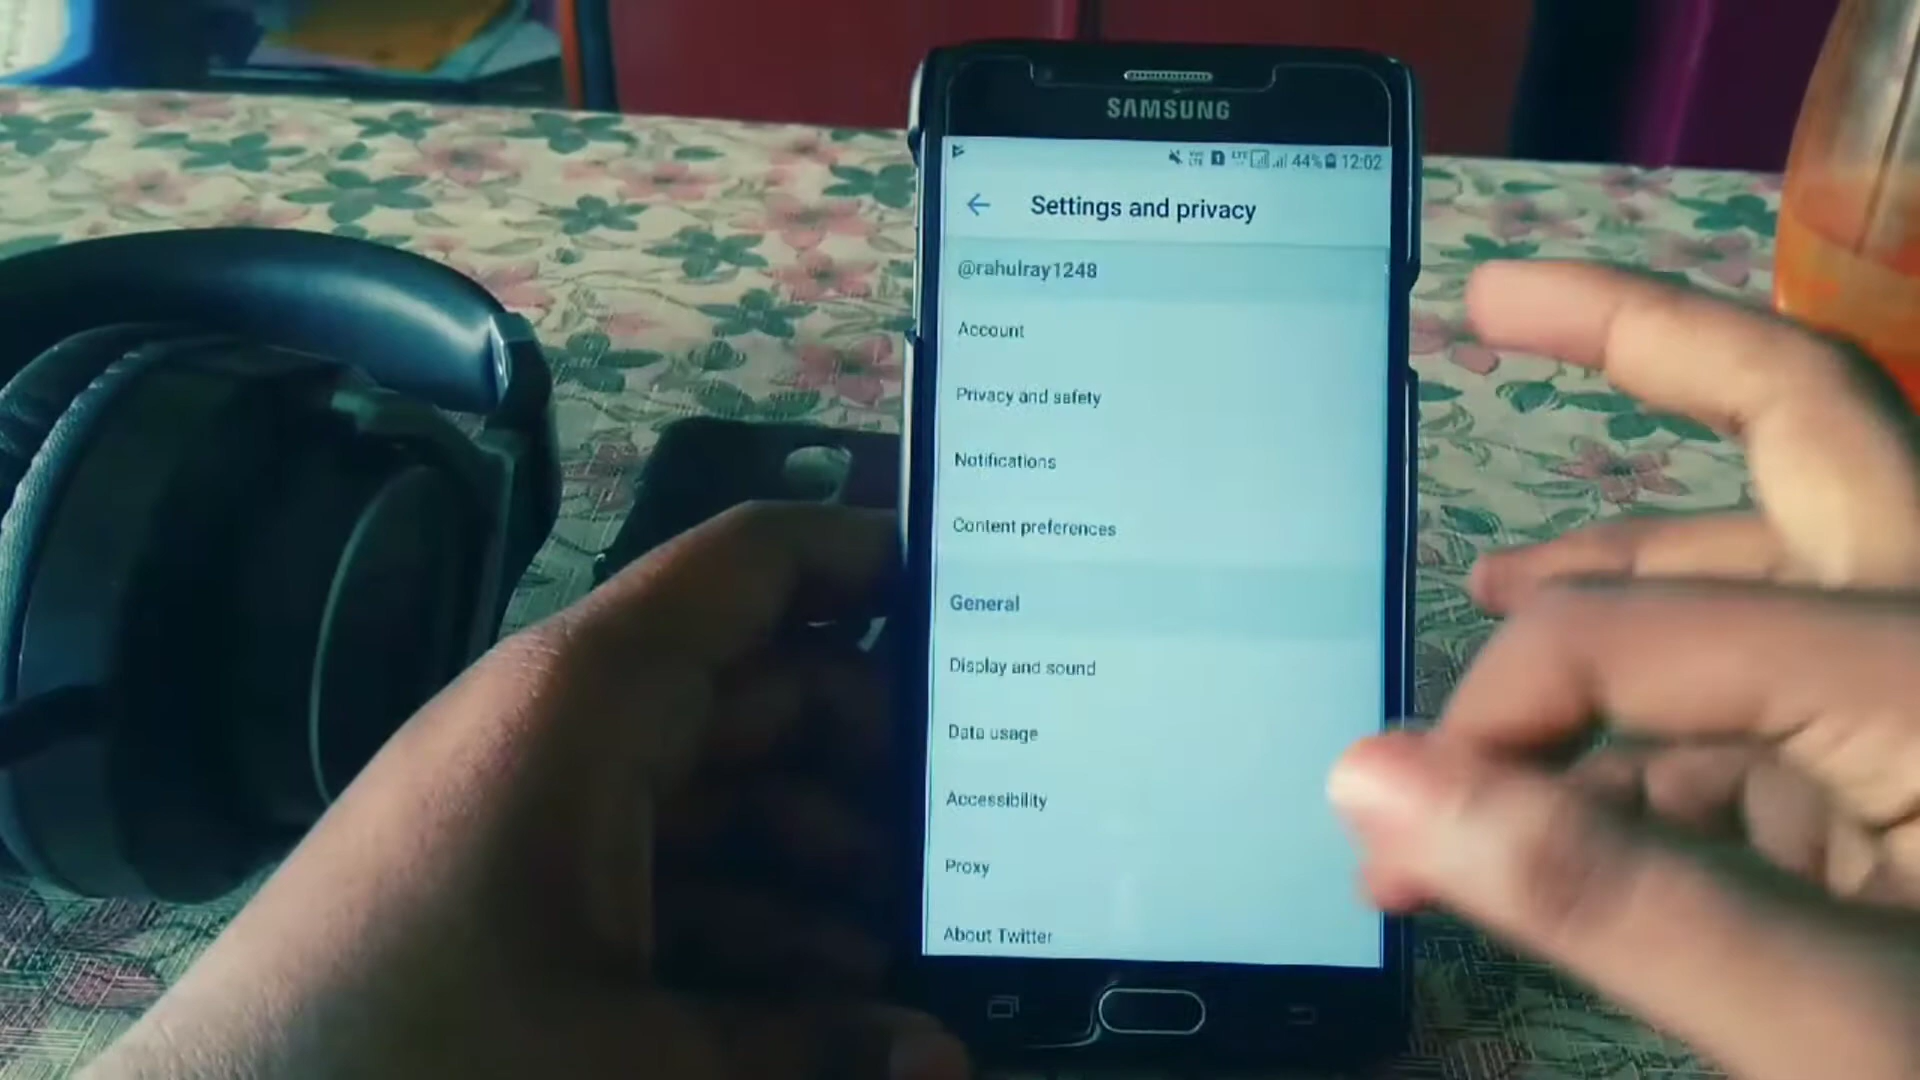 SAMSUNG
LTE 44% 12:02
Settings and privacy
@rahulray1248
Account
Privacy and safety
Notifications
Content preferences
General
Display and sound
Data usage
Accessibility
Proxy
About Twitter